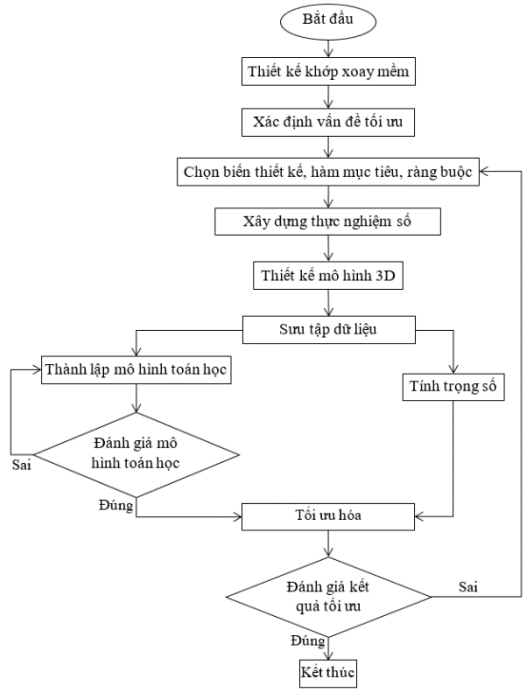 Bắt đầu
Thiết kế khớp xoay mềm
Xác định vấn đề tối ưu
Chọn biến thiết kế, hàm mục tiêu, ràng buộc
Xây dựng thực nghiệm số
Thiết kế mô hình 3D
Sưu tập dữ liệu
Thành lập mô hình toán học
Tính trọng số
Đánh giá mô
hình toán học
Sai
Đúng
Tối ưu hóa
Đánh giá kết
quả tối ưu
Sai
Đúng
Kết thúc